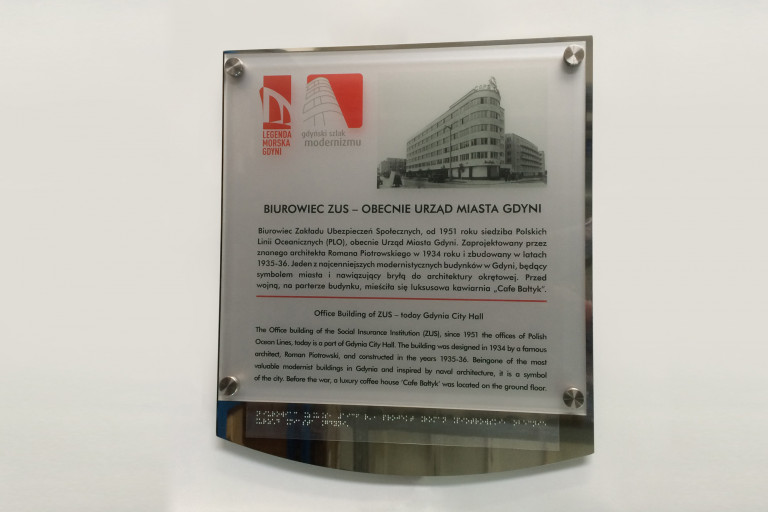 LEGENDA
MORSKA
GDYNI
gdyński szlak
modernizmu
BIUROWIEC ZUS – OBECNIE URZĄD MIASTA GDYNI
Biurowiec Zakładu Ubezpieczeń Społecznych, od 1951 roku siedziba Polskich
Linii Oceanicznych (PLO), obecnie Urząd Miasta Gdyni. Zaprojektowany przez
znanego architekta Romana Piotrowskiego w 1934 roku i zbudowany w latach
1935-36. Jeden z najcenniejszych modernistycznych budynków w Gdyni, będący
symbolem miasta i nawiązujący bryłą do architektury okrętowej. Przed
wojną, na parterze budynku, mieściła się luksusowa kawiarnia „Cafe Bałtyk”.
Office Building of ZUS – today Gdynia City Hall
The Office building of the Social Insurance Institution (ZUS), since 1951 the offices of Polish
Ocean Lines, today is a part of Gdynia City Hall. The building was designed in 1934 by a famous
architect, Roman Piotrowski, and constructed in the years 1935-36. Beingone of the most
valuable modernist buildings in Gdynia and inspired by naval architecture, it is a symbol
of the city. Before the war, a luxury coffee house ‘Cafe Bałtyk’ was located on the ground floor.